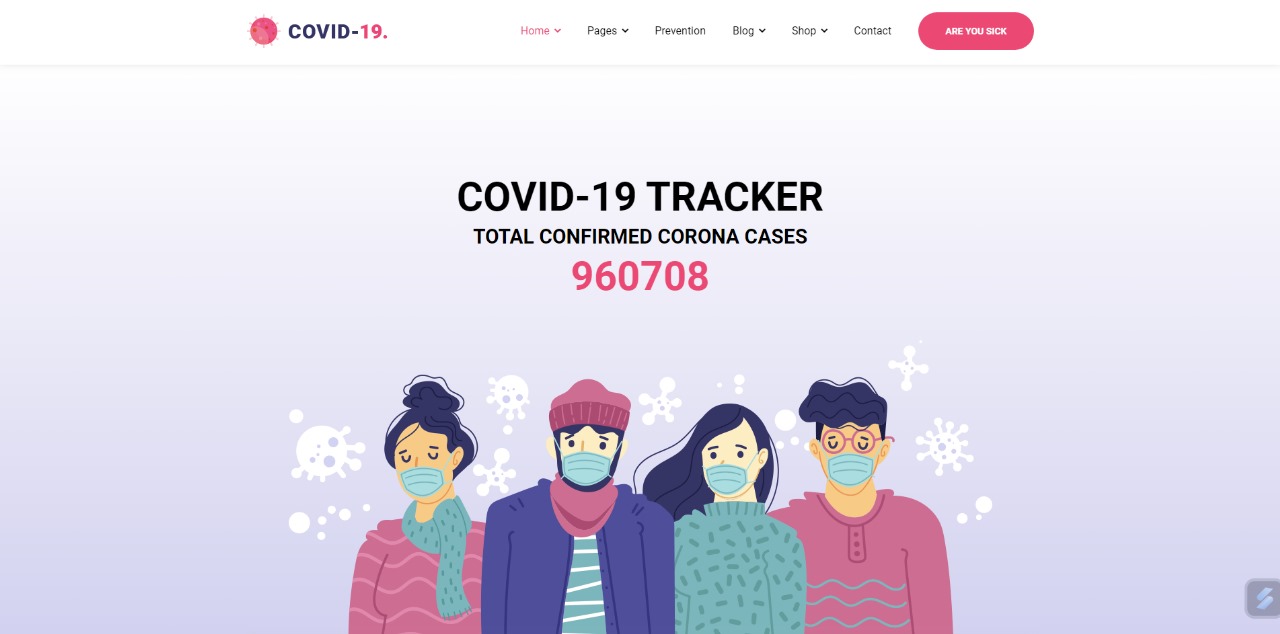 COVID-19.
Home Pages Prevention Blog Shop Contact ARE YOU SICK
COVID-19 TRACKER
TOTAL CONFIRMED CORONA CASES
960708